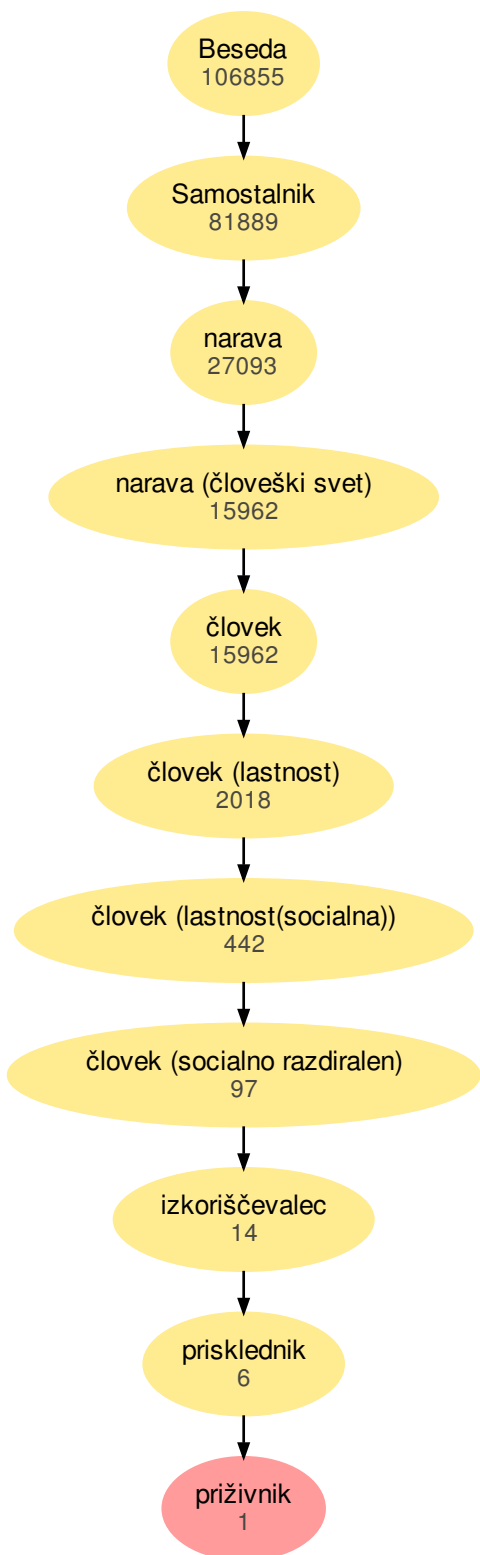 Beseda
106855
Samostalnik
81889
narava
27093
narava (človeški svet)
15962
človek
15962
človek (lastnost)
2018
človek (lastnost(socialna))
442
človek (socialno razdiralen)
97
izkoriščevalec
14
prisklednik
6
priživnik
1